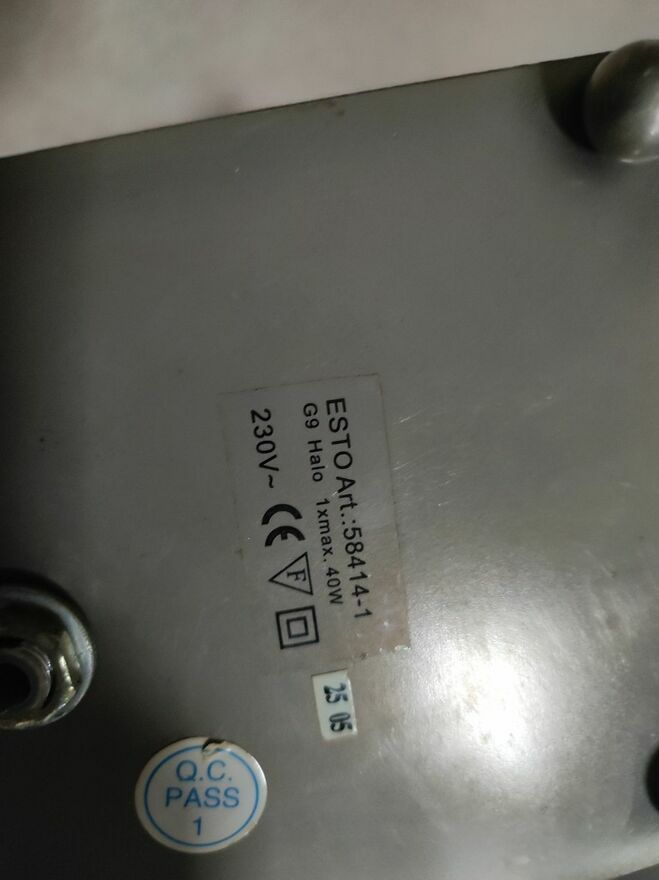 ESTO Art.:58414-1
G9 Halo 1xmax. 40W
230V~ CE F
25 05
Q.C.
PASS
1